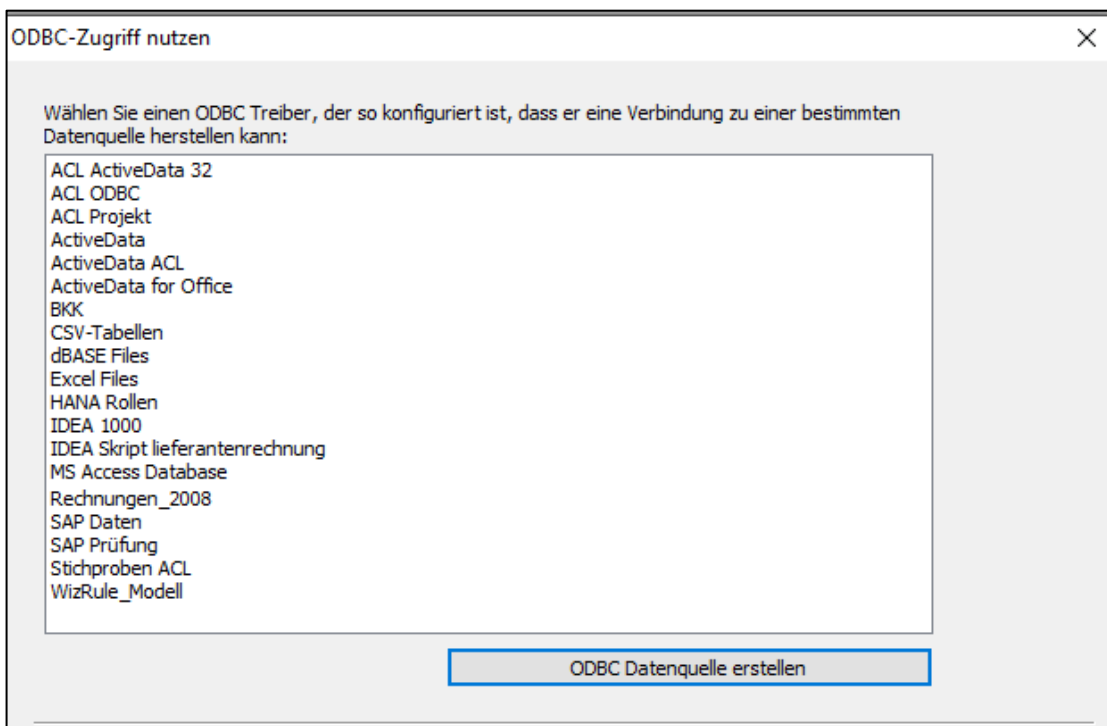 ODBC-Zugriff nutzen
Wählen Sie einen ODBC Treiber, der so konfiguriert ist, dass er eine Verbindung zu einer bestimmten
Datenquelle herstellen kann:
ACL ActiveData 32
ACL ODBC
ACL Projekt
ActiveData
ActiveData ACL
ActiveData for Office
BKK
CSV-Tabellen
dBASE Files
Excel Files
HANA Rollen
IDEA 1000
IDEA Skript lieferantenrechnung
MS Access Database
Rechnungen_2008
SAP Daten
SAP Prüfung
Stichproben ACL
WizRule_Modell
ODBC Datenquelle erstellen